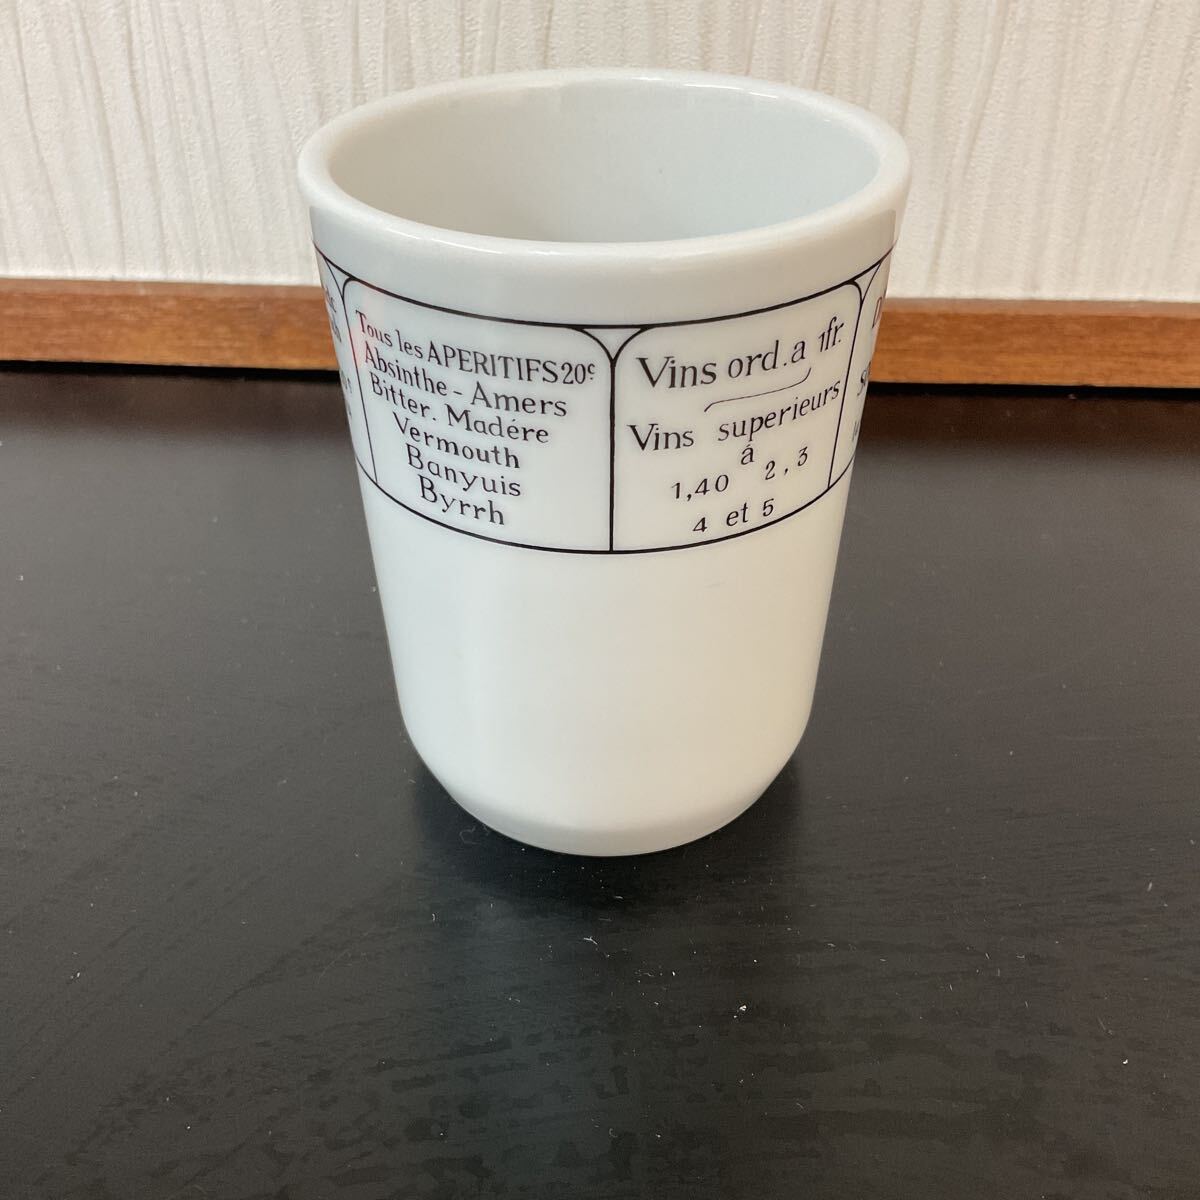 Tous les APERITIFS 20c.
Absinthe - Amers
Bitter. Madére
Vermouth
Banyuis
Byrrh
Vins ord. a 1fr.
Vins superieurs
á
1,40 2, 3
4 et 5